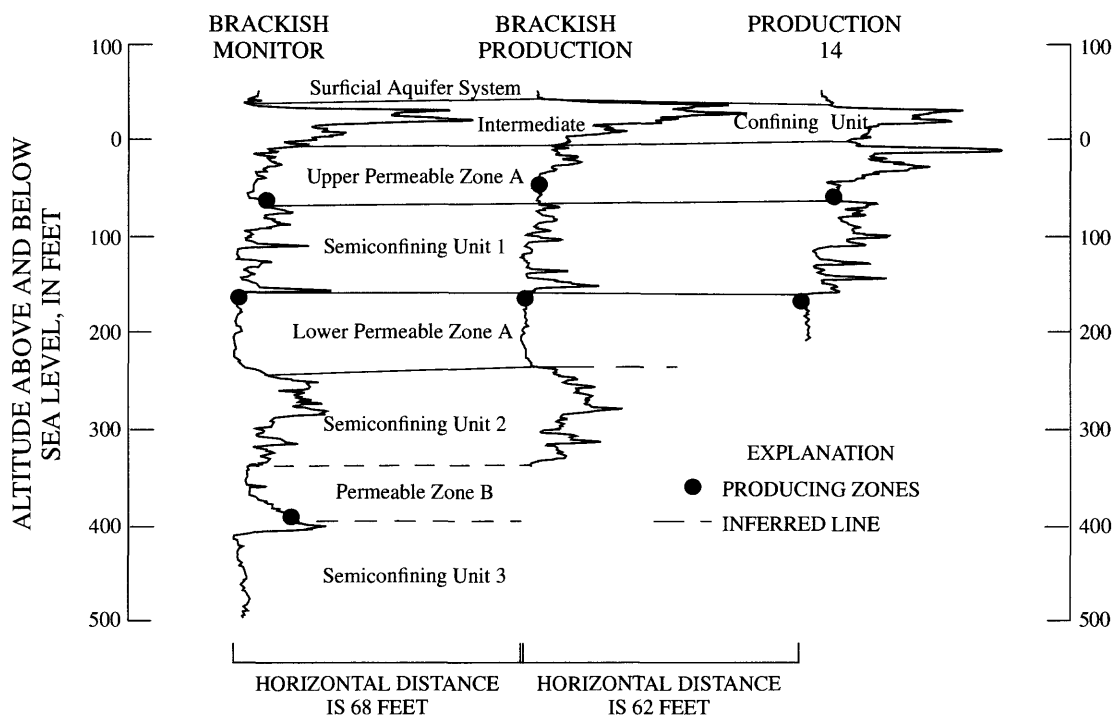 BRACKISH
MONITOR
BRACKISH
PRODUCTION
PRODUCTION
14
100
0
100
200
300
400
500
ALTITUDE ABOVE AND BELOW
SEA LEVEL, IN FEET
Surficial Aquifer System
Intermediate
Confining Unit
Upper Permeable Zone A
Semiconfining Unit 1
Lower Permeable Zone A
Semiconfining Unit 2
Permeable Zone B
Semiconfining Unit 3
EXPLANATION
PRODUCING ZONES
INFERRED LINE
100
0
100
200
300
400
500
HORIZONTAL DISTANCE
IS 68 FEET
HORIZONTAL DISTANCE
IS 62 FEET